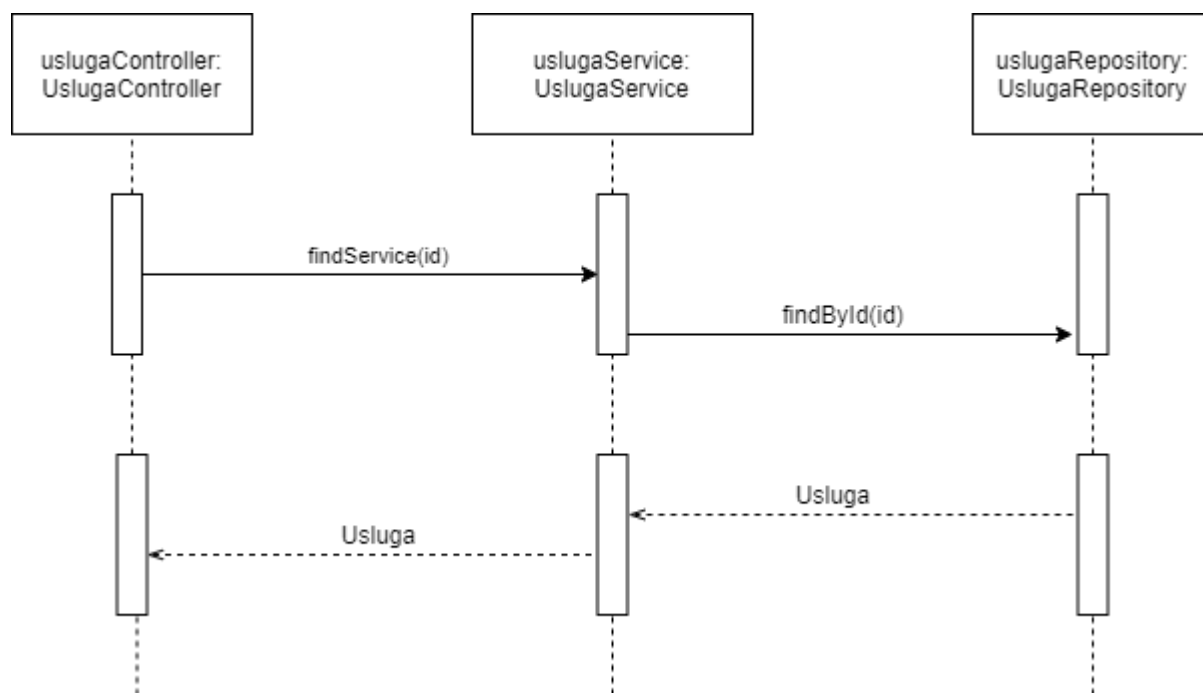 uslugaController:
UslugaController
uslugaService:
UslugaService
uslugaRepository:
UslugaRepository
findService(id)
findById(id)
Usluga
Usluga